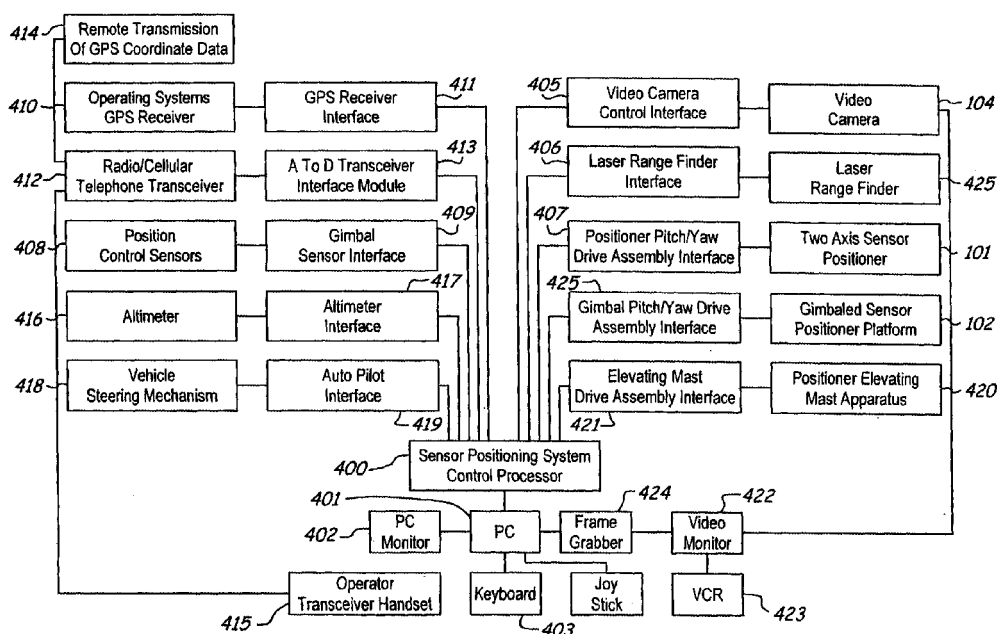 414
Remote Transmission
Of GPS Coordinate Data
410
Operating Systems
GPS Receiver
GPS Receiver
Interface
411
412
Radio/Cellular
Telephone Transceiver
A To D Transceiver
Interface Module
413
408
Position
Control Sensors
Gimbal
Sensor Interface
409
416
Altimeter
Altimeter
Interface
417
418
Vehicle
Steering Mechanism
Auto Pilot
Interface
419
405
Video Camera
Control Interface
Video
Camera
104
406
Laser Range Finder
Interface
Laser
Range Finder
425
407
Positioner Pitch/Yaw
Drive Assembly Interface
Two Axis Sensor
Positioner
101
425
Gimbal Pitch/Yaw Drive
Assembly Interface
Gimbaled Sensor
Positioner Platform
102
Elevating Mast
Drive Assembly Interface
421
Positioner Elevating
Mast Apparatus
420
400
Sensor Positioning System
Control Processor
401
424
422
402
PC
Monitor
PC
Frame
Grabber
Video
Monitor
Operator
Transceiver Handset
415
Keyboard
403
Joy
Stick
VCR
423